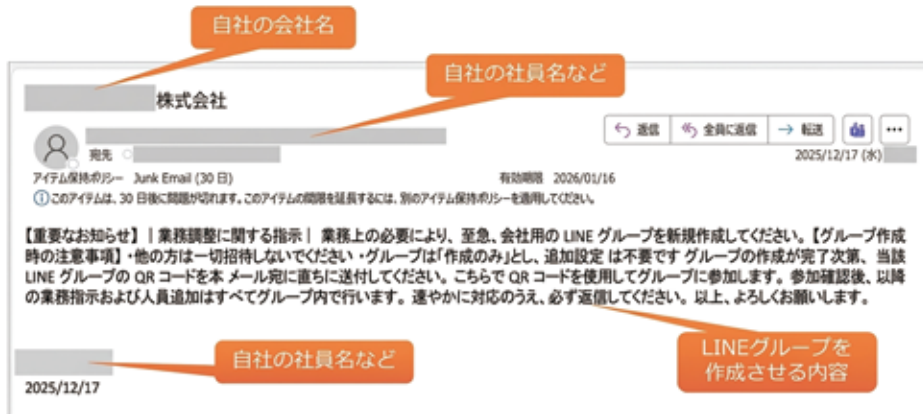 自社の会社名
自社の社員名など
株式会社
返信
全員に返信
転送
宛先
2025/12/17 (水)
アイテム保持ポリシー Junk Email (30 日) 有効期限 2026/01/16
このアイテムは、30 日後に問題が切れます。このアイテムの間限を延長するには、別のアイテム保持ポリシーを適用してください。
【重要なお知らせ】｜業務調整に関する指示｜ 業務上の必要により、至急、会社用の LINE グループを新規作成してください。【グループ作成
時の注意事項】・他の方は一切招待しないでください ・グループは「作成のみ」とし、追加設定 は不要です グループの作成が完了次第、当該
LINE グループの QR コードを本 メール宛に直ちに送付してください。こちらで QR コードを使用してグループに参加します。参加確認後、以降
の業務指示および人員追加はすべてグループ内で行います。速やかに対応のうえ、必ず返信してください。以上、よろしくお願いします。
自社の社員名など
LINEグループを
作成させる内容
2025/12/17